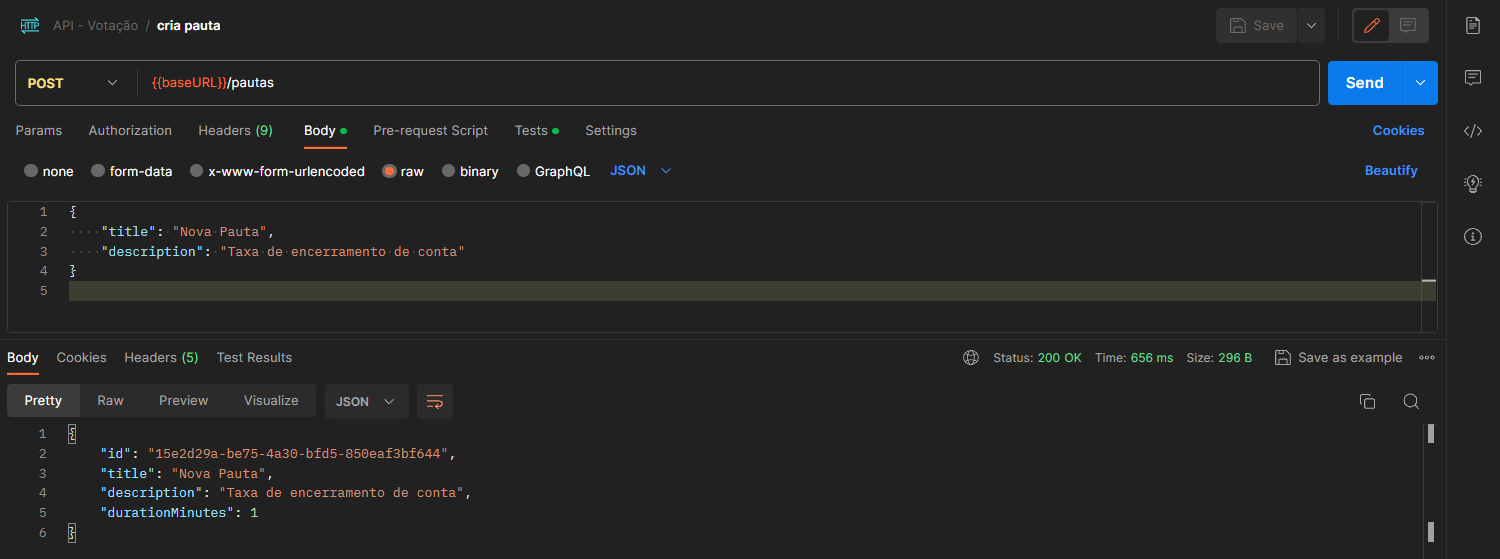 HTTP API - Votação / cria pauta Save
POST {{baseURL}}/pautas Send
Params Authorization Headers (9) Body Pre-request Script Tests Settings Cookies
none form-data x-www-form-urlencoded raw binary GraphQL JSON Beautify
1 {
2 "title": "Nova Pauta",
3 "description": "Taxa de encerramento de conta"
4 }
5
Body Cookies Headers (5) Test Results Status: 200 OK Time: 656 ms Size: 296 B Save as example
Pretty Raw Preview Visualize JSON
1 {
2 "id": "15e2d29a-be75-4a30-bfd5-850eaf3bf644",
3 "title": "Nova Pauta",
4 "description": "Taxa de encerramento de conta",
5 "durationMinutes": 1
6 }